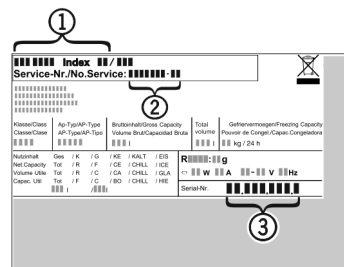 1
Index /
Service-Nr./No.Service: -
2
Klasse/Class Ap-Typ/AP-Type Bruttoinhalt/Gross Capacity Total Gefriervermoegen/Freezing Capacity
Classe/Clase AP-Type/AP-Tipo Volume Brut/Capacidad Bruta volume Pouvoir de Congel./Capac.Congeladora
l l kg / 24 h
Nutzinhalt Ges / K / G / KE / KALT / EIS
Net.Capacity Tot / R / F / CE / CHILL / ICE
Volume Utile Tot / R / C / CA / CHILL / GLA
Capac. Util Tot / F / C / BO / CHILL / HIE
l / l
R : g
W A - V Hz
Serial-Nr. . . .
3